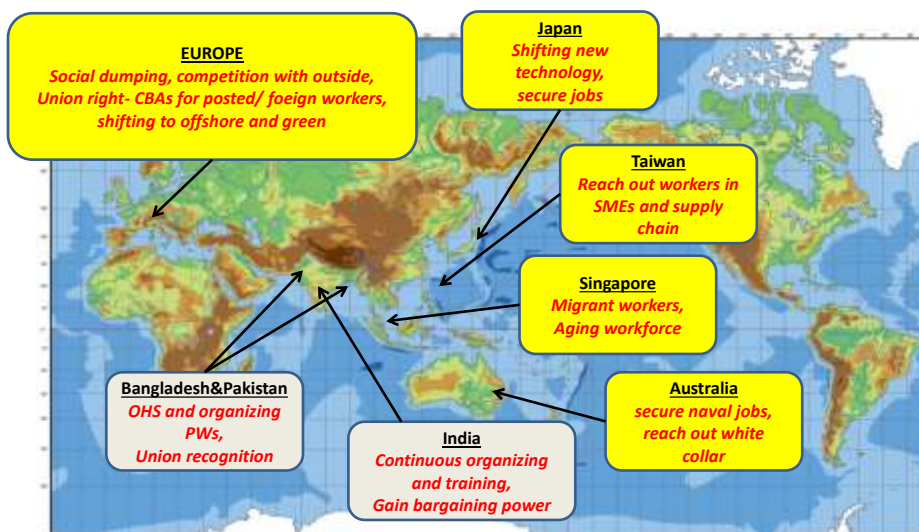 EUROPE
Social dumping, competition with outside,
Union right- CBAs for posted/ foeign workers,
shifting to offshore and green
Japan
Shifting new
technology,
secure jobs
Taiwan
Reach out workers in
SMEs and supply
chain
Singapore
Migrant workers,
Aging workforce
Bangladesh&Pakistan
OHS and organizing
PWs,
Union recognition
India
Continuous organizing
and training,
Gain bargaining power
Australia
secure naval jobs,
reach out white
collar